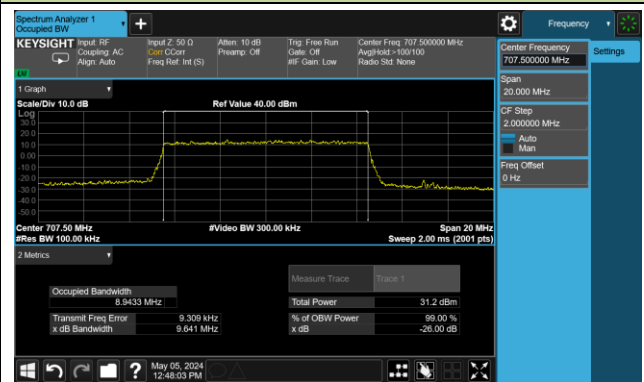 Spectrum Analyzer 1
Occupied BW
Frequency
KEYSIGHT
Input: RF
Coupling: AC
Align: Auto
Input Z: 50 Ω
Corr CCorr
Freq Ref: Int (S)
Atten: 10 dB
Preamp: Off
Trig: Free Run
Gate: Off
#IF Gain: Low
Center Freq: 707.500000 MHz
Avg|Hold:>100/100
Radio Std: None
Center Frequency
707.500000 MHz
Settings
Span
20.000 MHz
CF Step
2.000000 MHz
Auto
Man
Freq Offset
0 Hz
1 Graph
Scale/Div 10.0 dB
Ref Value 40.00 dBm
Log
30.0
20.0
10.0
0.00
-10.0
-20.0
-30.0
-40.0
-50.0
Center 707.50 MHz
#Video BW 300.00 kHz
Span 20 MHz
#Res BW 100.00 kHz
Sweep 2.00 ms (2001 pts)
2 Metrics
Measure Trace
Trace 1
Occupied Bandwidth
8.9433 MHz
Total Power
31.2 dBm
Transmit Freq Error
9.309 kHz
% of OBW Power
99.00 %
x dB Bandwidth
9.641 MHz
x dB
-26.00 dB
May 05, 2024
12:48:03 PM